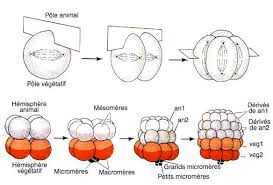 Pôle animal
Pôle végétatif
Hémisphère
animal
Mésomères
an1
an2
Dérivés
de an1
Dérivés
de an2
veg1
veg2
Hémisphère
végétatif
Micromères
Macromères
Grands micromères
Petits micromères